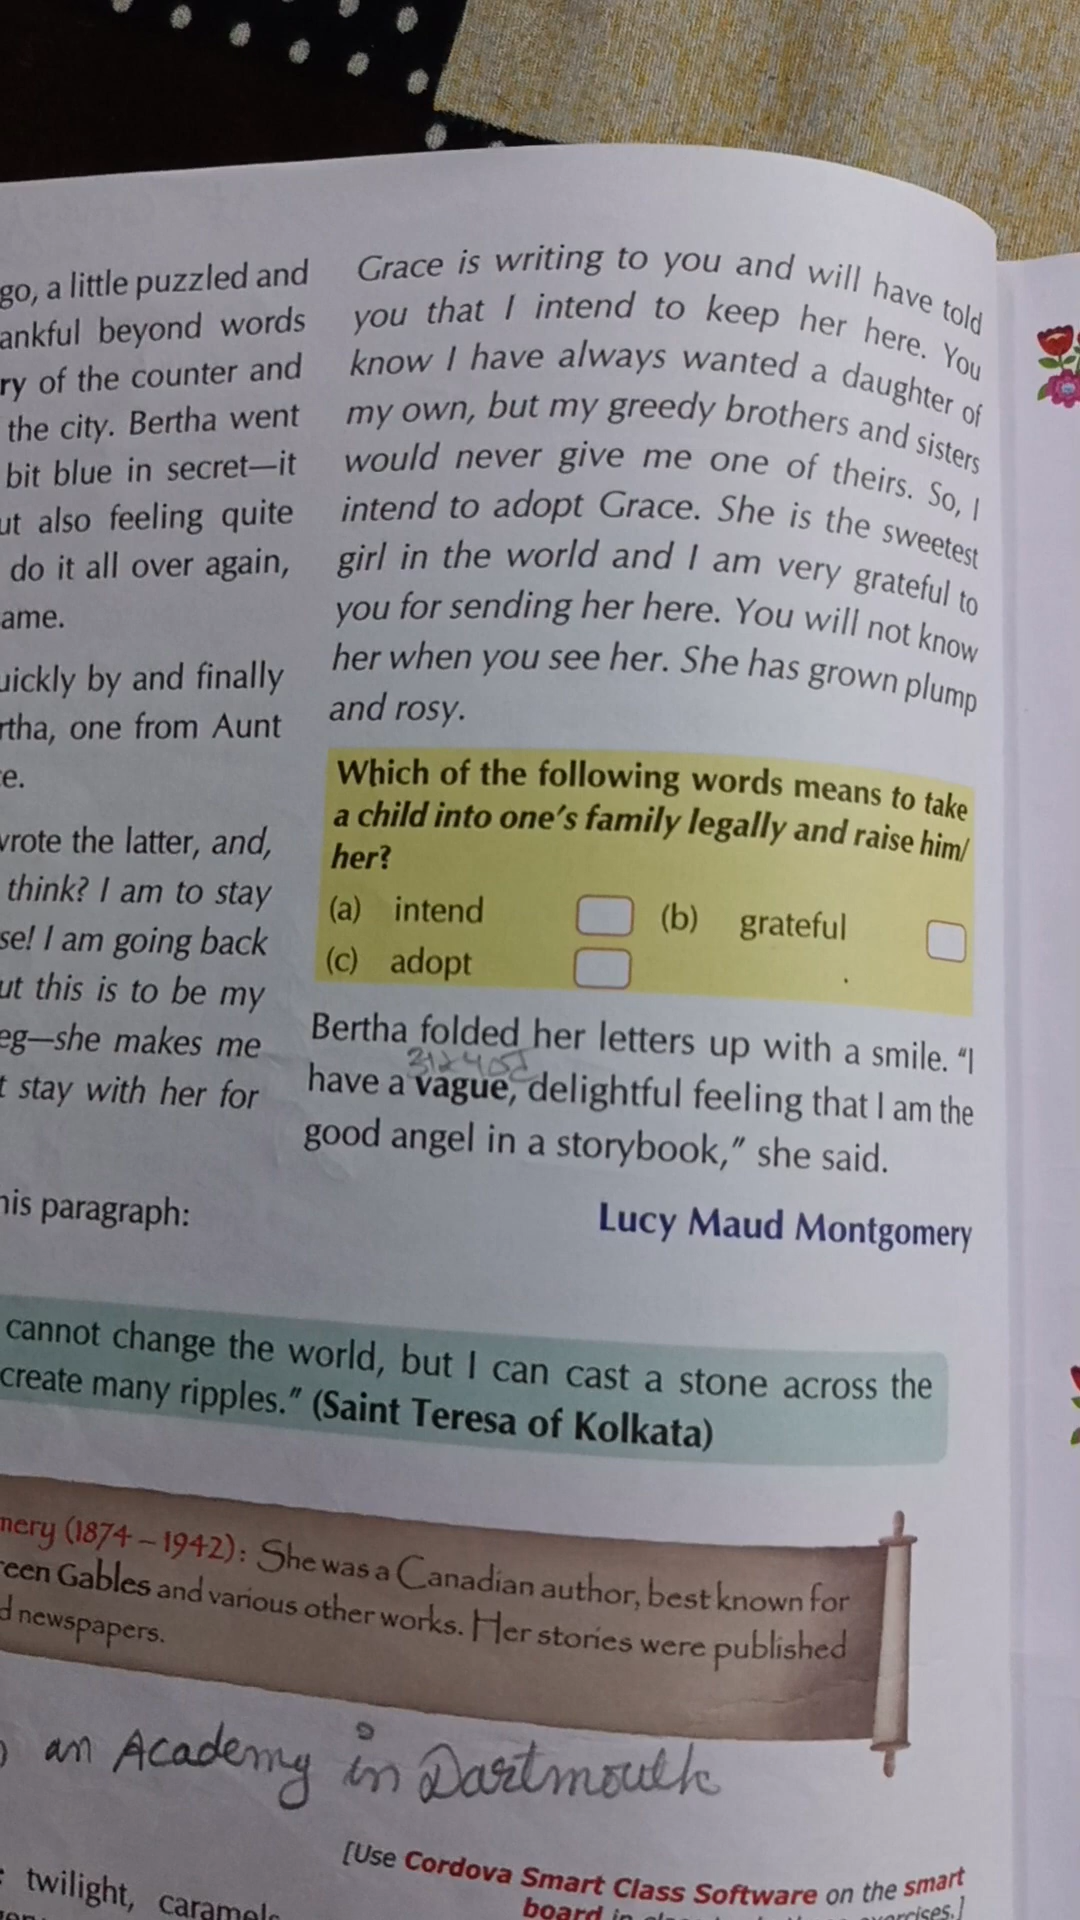 go, a little puzzled and
ankful beyond words
ry of the counter and
the city. Bertha went
bit blue in secret—it
ut also feeling quite
do it all over again,
ame.
uickly by and finally
rtha, one from Aunt
e.
wrote the latter, and,
think? I am to stay
se! I am going back
ut this is to be my
eg—she makes me
t stay with her for
his paragraph:
Grace is writing to you and will have told
you that I intend to keep her here. You
know I have always wanted a daughter of
my own, but my greedy brothers and sisters
would never give me one of theirs. So, I
intend to adopt Grace. She is the sweetest
girl in the world and I am very grateful to
you for sending her here. You will not know
her when you see her. She has grown plump
and rosy.
Which of the following words means to take
a child into one's family legally and raise him/
her?
(a) intend (b) grateful
(c) adopt
Bertha folded her letters up with a smile. "I
have a vague, delightful feeling that I am the
good angel in a storybook," she said.
Lucy Maud Montgomery
cannot change the world, but I can cast a stone across the
create many ripples." (Saint Teresa of Kolkata)
mery (1874 – 1942): She was a Canadian author, best known for
reen Gables and various other works. Her stories were published
d newspapers.
an Academy in Dartmouth
[Use Cordova Smart Class Software on the smart
board in
twilight, caramels